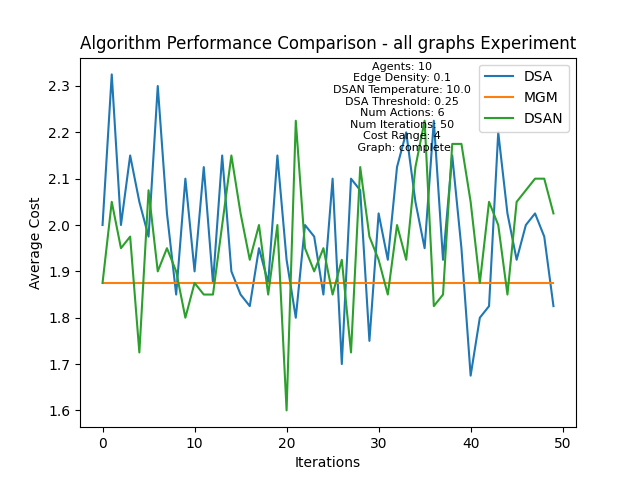 Algorithm Performance Comparison - all graphs Experiment
Agents: 10
Edge Density: 0.1
DSAN Temperature: 10.0
DSA Threshold: 0.25
Num Actions: 6
Num Iterations: 50
Cost Range: 4
Graph: complete
DSA
MGM
DSAN
Average Cost
2.3
2.2
2.1
2.0
1.9
1.8
1.7
1.6
0
10
20
30
40
50
Iterations